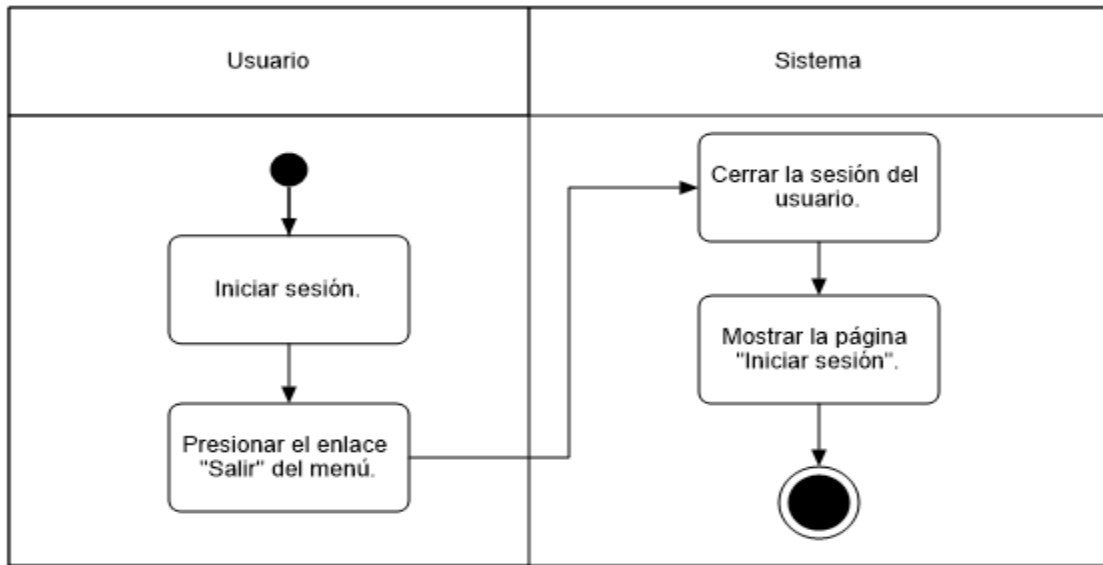 Usuario
Sistema
Iniciar sesión.
Presionar el enlace
"Salir" del menú.
Cerrar la sesión del
usuario.
Mostrar la página
"Iniciar sesión".